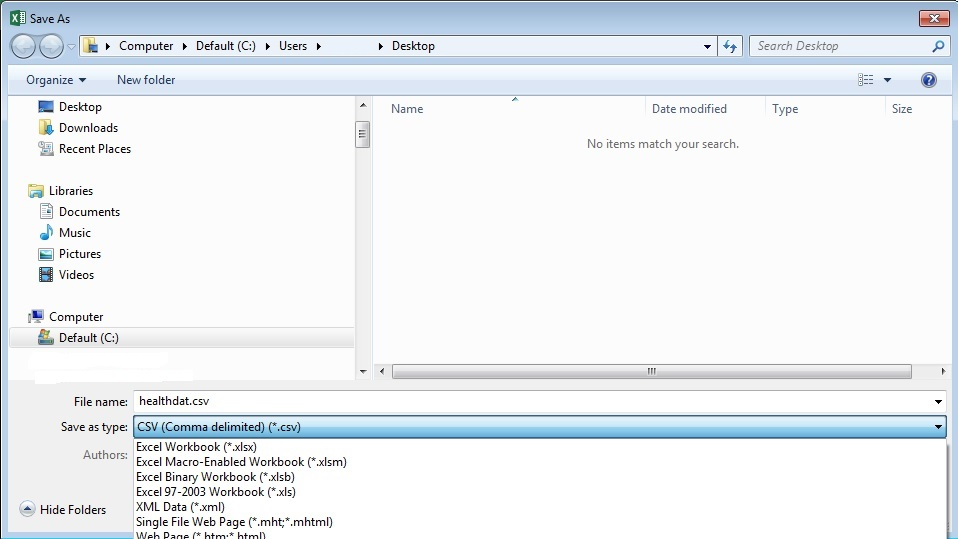 Save As
Computer Default (C:) Users Desktop
Search Desktop
Organize New folder
Desktop
Downloads
Recent Places
Libraries
Documents
Music
Pictures
Videos
Computer
Default (C:)
Name Date modified Type Size
No items match your search.
File name: healthdat.csv
Save as type: CSV (Comma delimited) (*.csv)
Authors:
Excel Workbook (*.xlsx)
Excel Macro-Enabled Workbook (*.xlsm)
Excel Binary Workbook (*.xlsb)
Excel 97-2003 Workbook (*.xls)
XML Data (*.xml)
Single File Web Page (*.mht;*.mhtml)
Web Page (*.htm;*.html)
Hide Folders